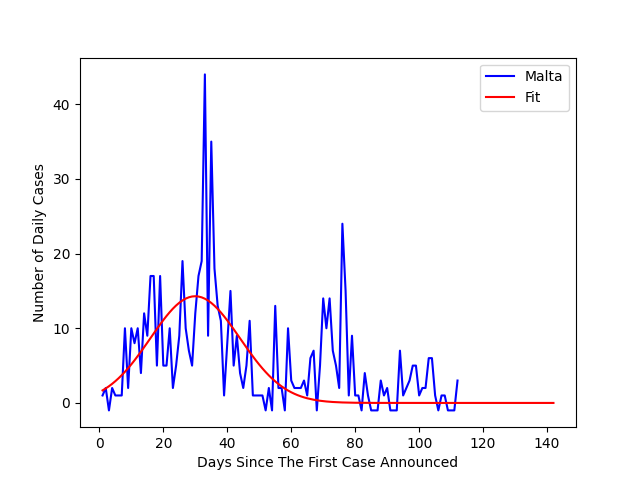 Malta
Fit
Number of Daily Cases
40
30
20
10
0
0 20 40 60 80 100 120 140
Days Since The First Case Announced